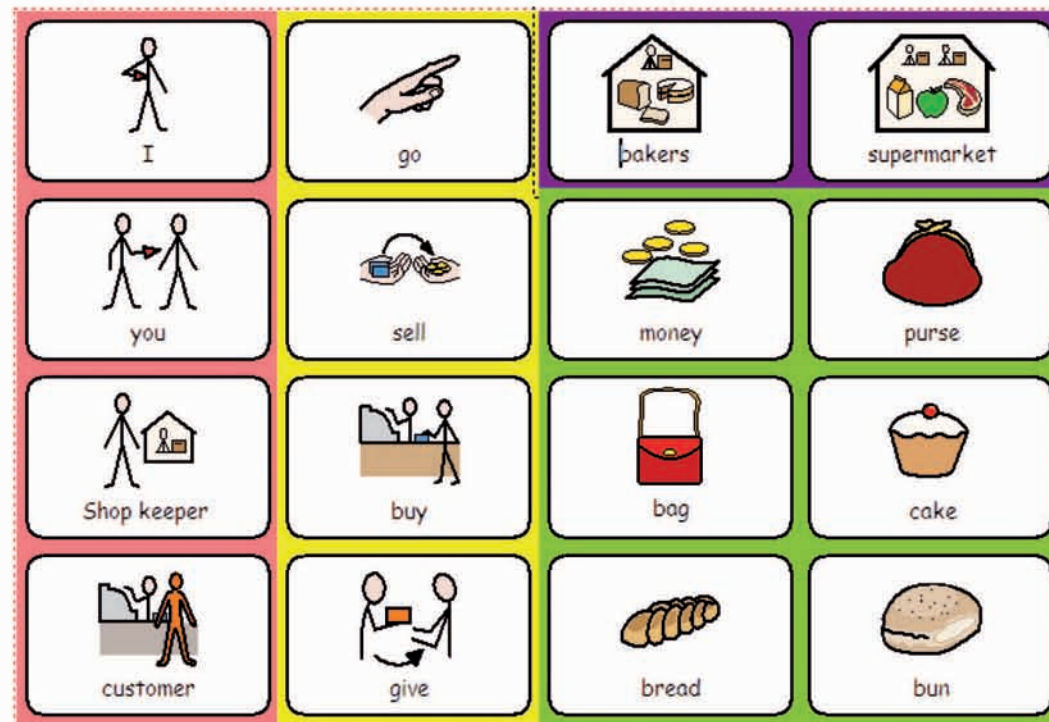 I
go
bakers
supermarket
you
sell
money
purse
Shop keeper
buy
bag
cake
customer
give
bread
bun